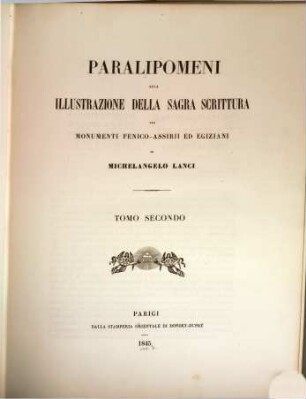 PARALIPOMENI
ALLA
ILLUSTRAZIONE DELLA SAGRA SCRITTURA
PER
MONUMENTI FENICO-ASSIRII ED EGIZIANI
DI
MICHELANGELO LANCI
TOMO SECONDO
PARIGI
DALLA STAMPERIA ORIENTALE DI DONDEY-DUPRÉ
1845